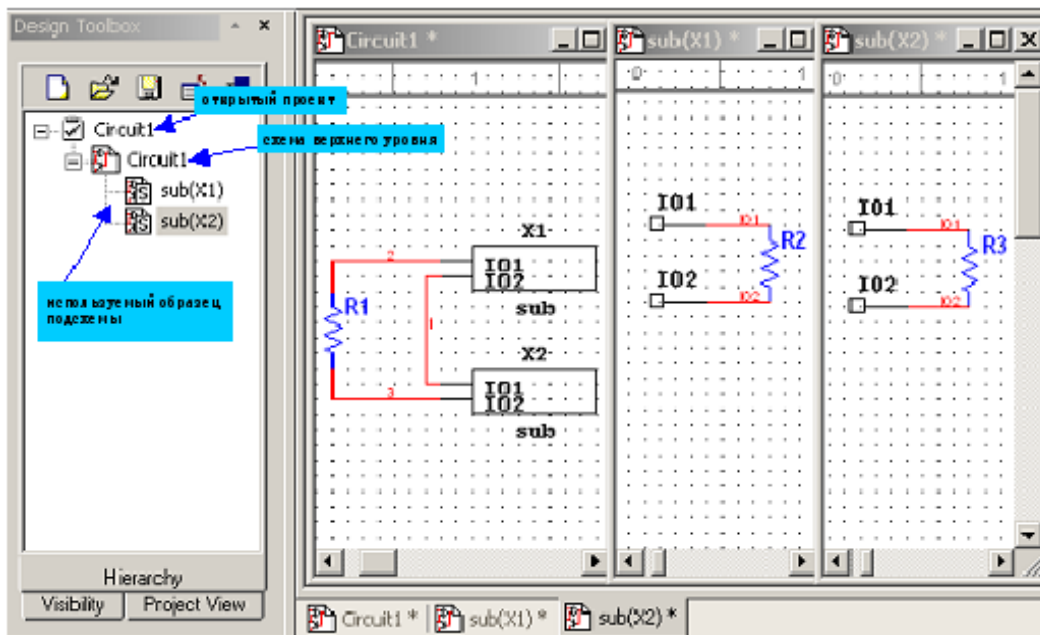 Design Toolbox
открытый проект
Circuit1
схема верхнего уровня
Circuit1
sub(X1)
sub(X2)
используемый образец
подсхемы
Hierarchy
Visibility
Project View
Circuit1 *
1
2
R1
1
3
X1
IO1
IO2
sub
X2
IO1
IO2
sub
sub(X1) *
0
1
IO1
IO1
R2
IO2
IO2
sub(X2) *
0
1
IO1
IO1
R3
IO2
IO2
Circuit1 *
sub(X1) *
sub(X2) *